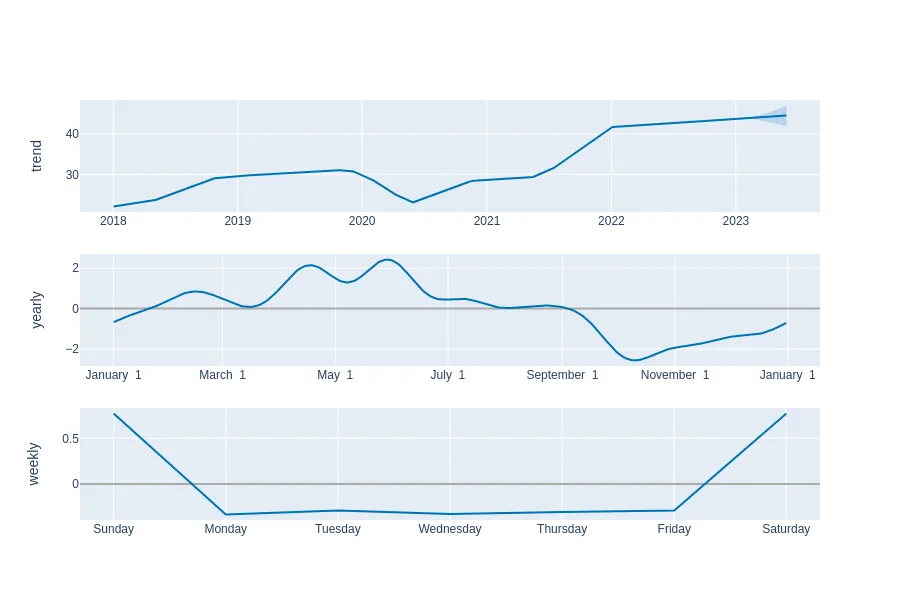 trend
40
30
2018 2019 2020 2021 2022 2023
yearly
2
0
−2
January 1 March 1 May 1 July 1 September 1 November 1 January 1
weekly
0.5
0
Sunday Monday Tuesday Wednesday Thursday Friday Saturday